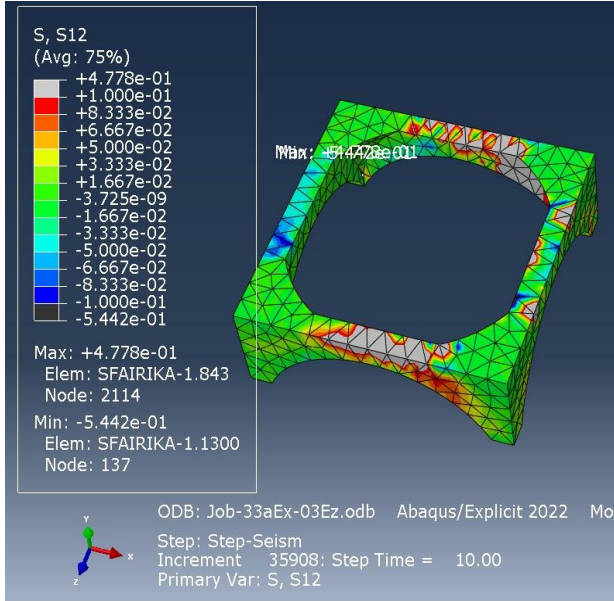 S, S12
(Avg: 75%)
+4.778e-01
+1.000e-01
+8.333e-02
+6.667e-02
+5.000e-02
+3.333e-02
+1.667e-02
-3.725e-09
-1.667e-02
-3.333e-02
-5.000e-02
-6.667e-02
-8.333e-02
-1.000e-01
-5.442e-01
Max: +4.778e-01
Elem: SFAIRIKA-1.843
Node: 2114
Min: -5.442e-01
Elem: SFAIRIKA-1.1300
Node: 137
ODB: Job-33aEx-03Ez.odb Abaqus/Explicit 2022 Mo
Step: Step-Seism
Increment 35908: Step Time = 10.00
Primary Var: S, S12
Y
X
Z